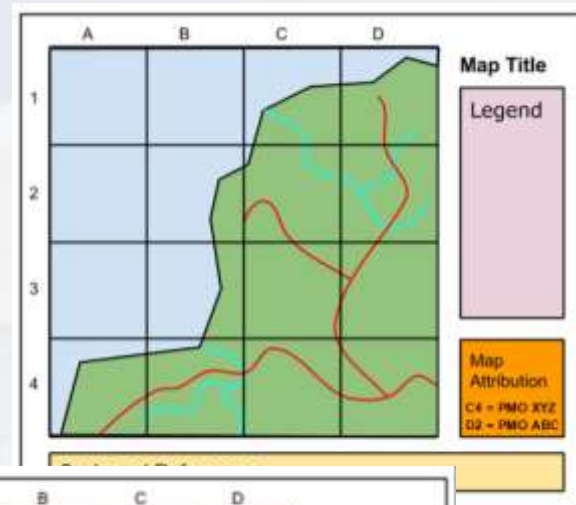 A B C D
Map Title
1
Legend
2
3
4
Map
Attribution
C4 = PMO XYZ
D2 = PMO ABC
B C D